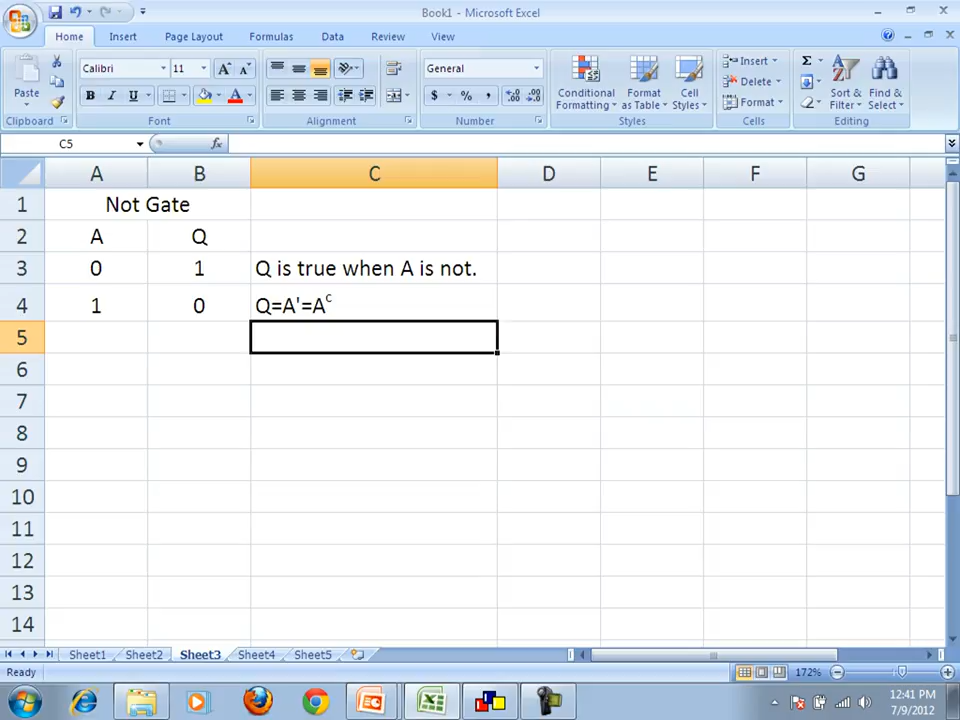 Book1 - Microsoft Excel
Home Insert Page Layout Formulas Data Review View
Paste
Calibri 11
B I U
General
$ % ,
Conditional Formatting
Format as Table
Cell Styles
Insert
Delete
Format
Σ
Sort & Filter
Find & Select
Clipboard Font Alignment Number Styles Cells Editing
C5 fx
A B C D E F G
1 Not Gate
2 A Q
3 0 1 Q is true when A is not.
4 1 0 Q=A'=Aᶜ
5
6
7
8
9
10
11
12
13
14
Sheet1 Sheet2 Sheet3 Sheet4 Sheet5
Ready 172%
12:41 PM
7/9/2012